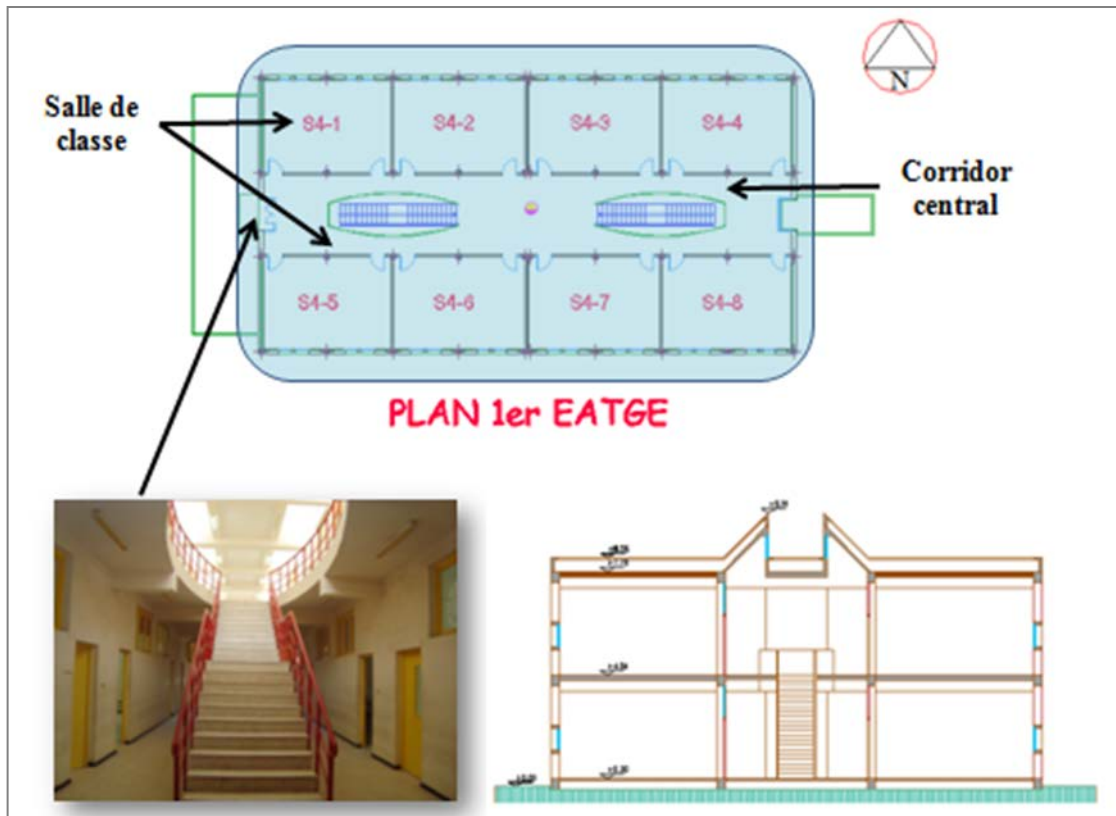 N
Salle de
classe
Corridor
central
S4-1
S4-2
S4-3
S4-4
S4-5
S4-6
S4-7
S4-8
PLAN 1er EATGE